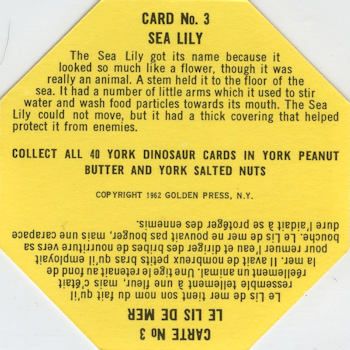 CARD No. 3
SEA LILY
The Sea Lily got its name because it
looked so much like a flower, though it was
really an animal. A stem held it to the floor of the
sea. It had a number of little arms which it used to stir
water and wash food particles towards its mouth. The Sea
Lily could not move, but it had a thick covering that helped
protect it from enemies.
COLLECT ALL 40 YORK DINOSAUR CARDS IN YORK PEANUT
BUTTER AND YORK SALTED NUTS
COPYRIGHT 1962 GOLDEN PRESS, N.Y.
CARTE No 3
LE LIS DE MER
Le Lis de mer tient son nom du fait qu'il
ressemble tellement à une fleur, mais c'était
réellement un animal. Une tige le retenait au fond de
la mer. Il avait de nombreux petits bras qu'il employait
pour remuer l'eau et diriger des bribes de nourriture vers sa
bouche. Le Lis de mer ne pouvait pas bouger, mais une carapace
dure l'aidait à se protéger des ennemis.